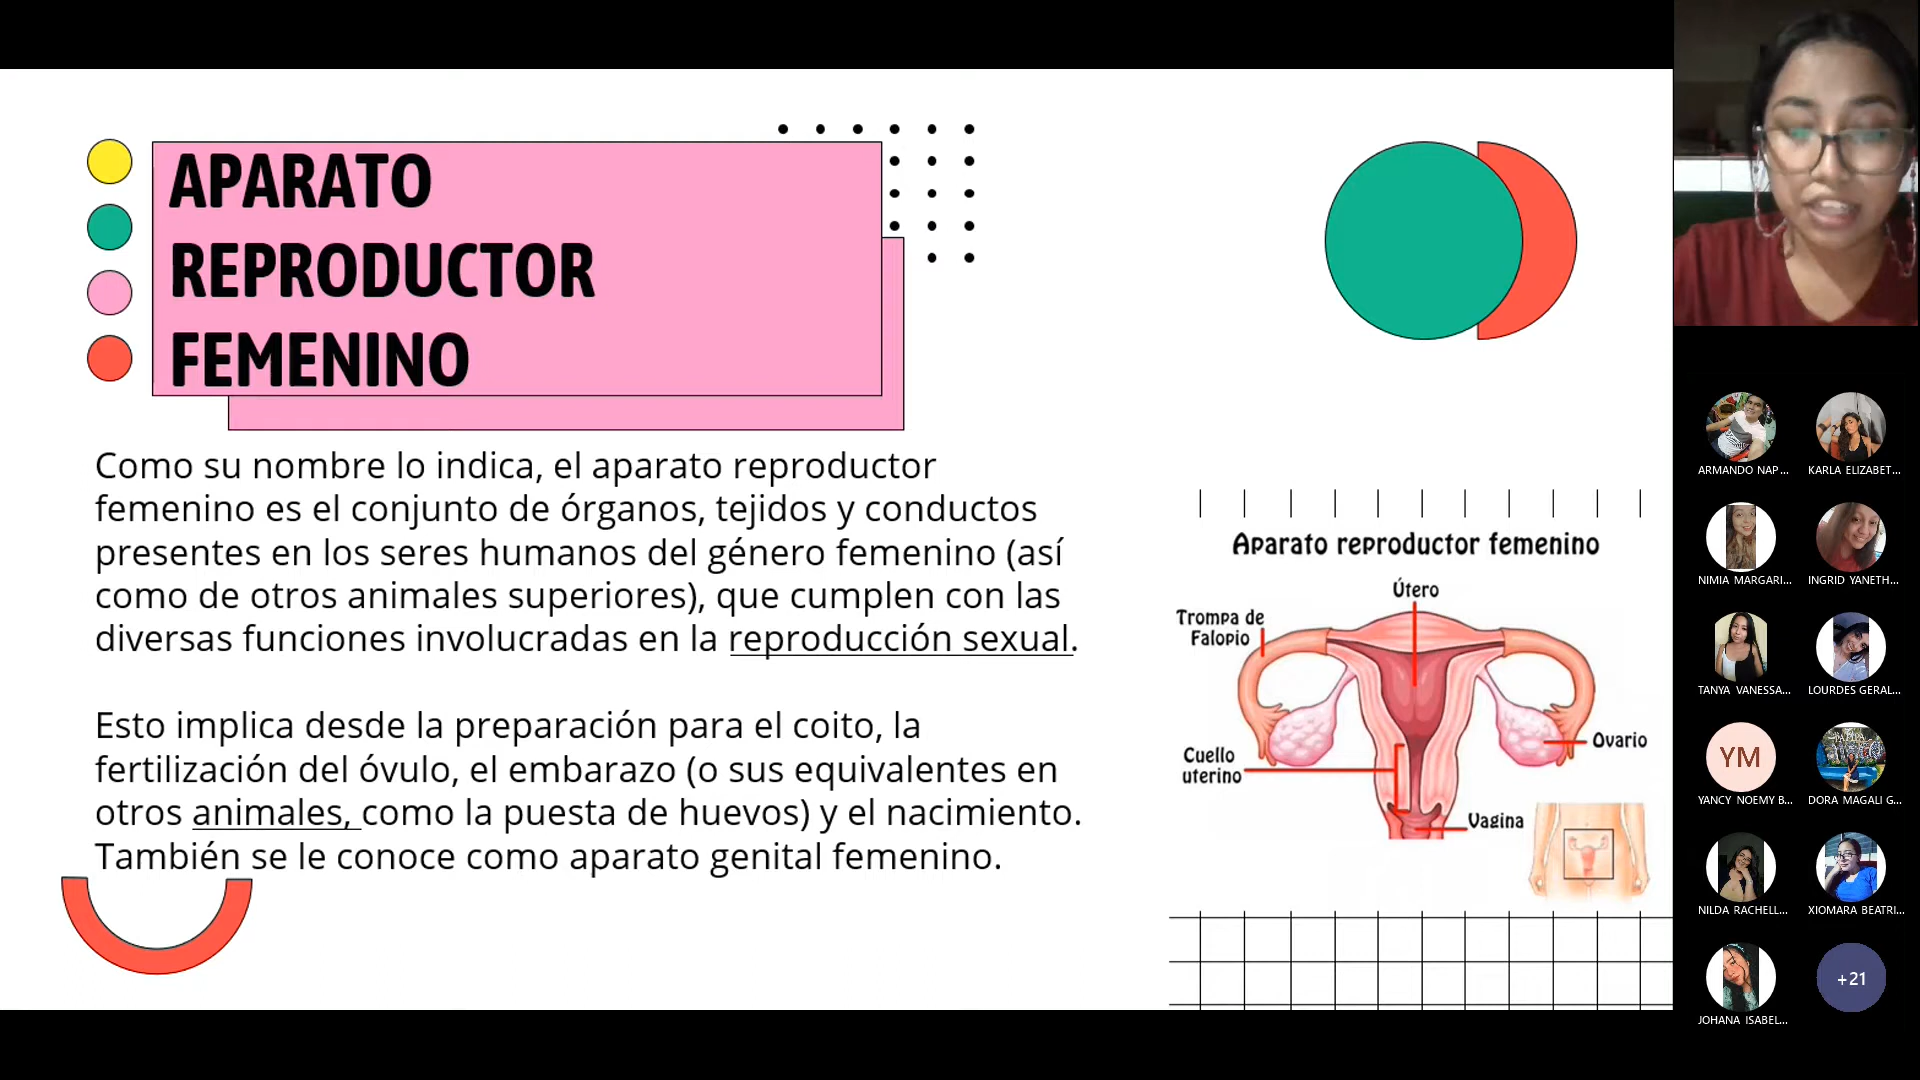 APARATO
REPRODUCTOR
FEMENINO
Como su nombre lo indica, el aparato reproductor
femenino es el conjunto de órganos, tejidos y conductos
presentes en los seres humanos del género femenino (así
como de otros animales superiores), que cumplen con las
diversas funciones involucradas en la reproducción sexual.
Esto implica desde la preparación para el coito, la
fertilización del óvulo, el embarazo (o sus equivalentes en
otros animales, como la puesta de huevos) y el nacimiento.
También se le conoce como aparato genital femenino.
Aparato reproductor femenino
Útero
Trompa de
Falopio
Cuello
uterino
Ovario
Vagina
ARMANDO NAP...
KARLA ELIZABET...
NIMIA MARGARI...
INGRID YANETH...
TANYA VANESSA...
LOURDES GERAL...
YM
YANCY NOEMY B...
DORA MAGALI G...
NILDA RACHELL...
XIOMARA BEATRI...
JOHANA ISABEL...
+21